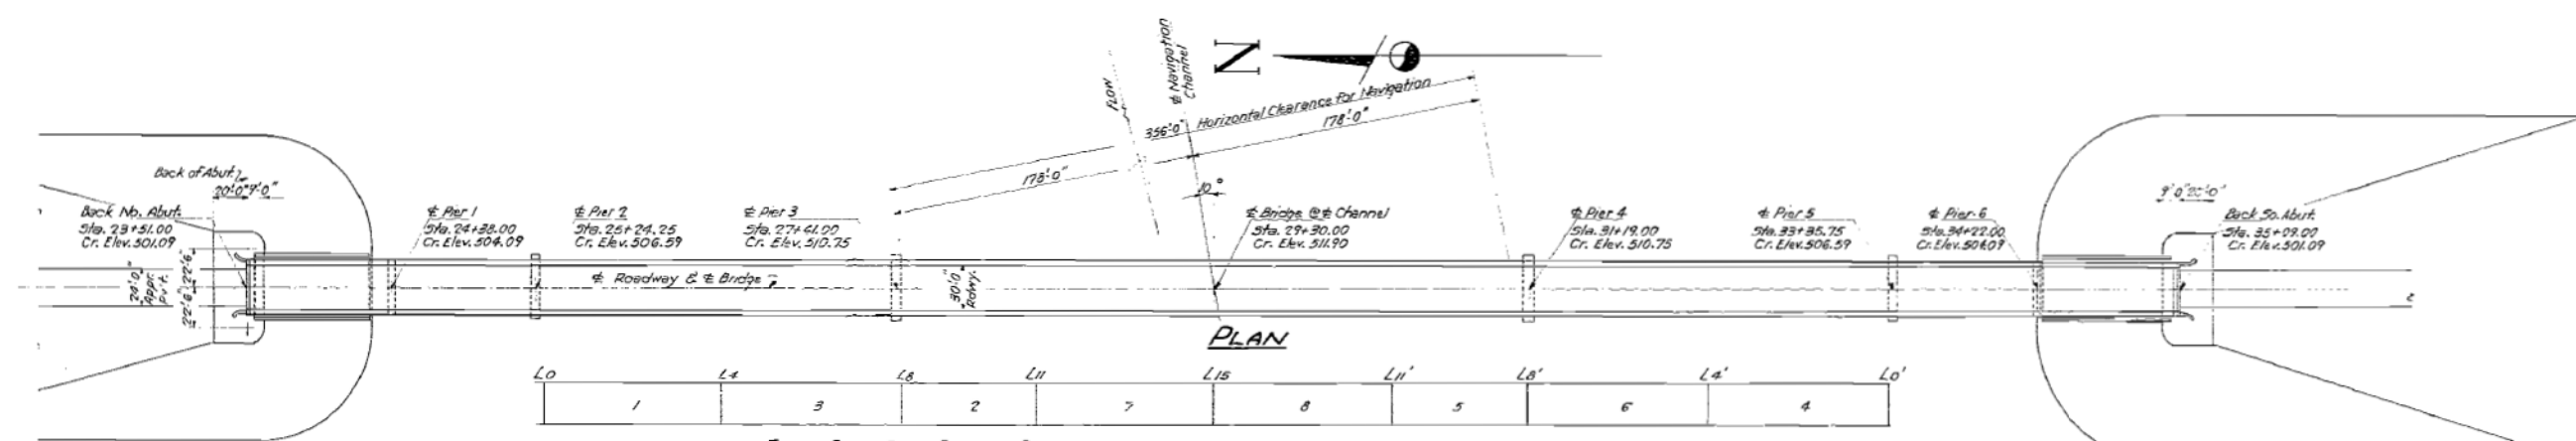 N
FLOW
℄ Navigation
Channel
356'-0" Horizontal Clearance For Navigation
178'-0"
178'-0"
10°
Back of Abut.
20'-0" 9'-0"
Back No. Abut.
Sta. 23+51.00
Cr. Elev. 501.09
℄ Pier 1
Sta. 24+38.00
Cr. Elev. 504.09
℄ Pier 2
Sta. 25+24.25
Cr. Elev. 506.59
℄ Pier 3
Sta. 27+41.00
Cr. Elev. 510.75
℄ Bridge @ ℄ Channel
Sta. 29+30.00
Cr. Elev. 511.90
℄ Pier 4
Sta. 31+19.00
Cr. Elev. 510.75
℄ Pier 5
Sta. 33+35.75
Cr. Elev. 506.59
℄ Pier 6
Sta. 34+22.00
Cr. Elev. 504.09
9'-0" 20'-0"
Back So. Abut.
Sta. 35+09.00
Cr. Elev. 501.09
24'-0"
Appr.
Pvt.
22'-6" 22'-6"
℄ Roadway & ℄ Bridge
30'-0"
Rdwy.
PLAN
L0 L4 L8 L11 L15 L11' L8' L4' L0'
1 3 2 7 8 5 6 4